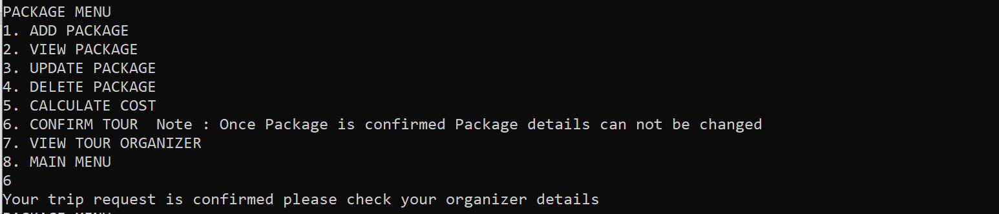 PACKAGE MENU
1. ADD PACKAGE
2. VIEW PACKAGE
3. UPDATE PACKAGE
4. DELETE PACKAGE
5. CALCULATE COST
6. CONFIRM TOUR  Note : Once Package is confirmed Package details can not be changed
7. VIEW TOUR ORGANIZER
8. MAIN MENU
6
Your trip request is confirmed please check your organizer details
PACKAGE MENU